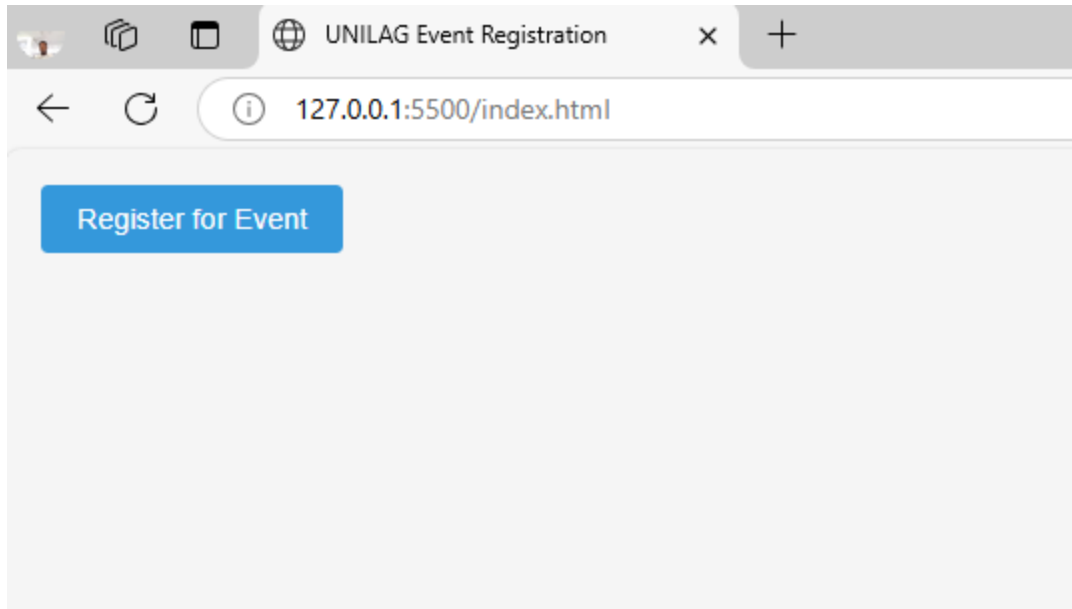 UNILAG Event Registration
127.0.0.1:5500/index.html
Register for Event